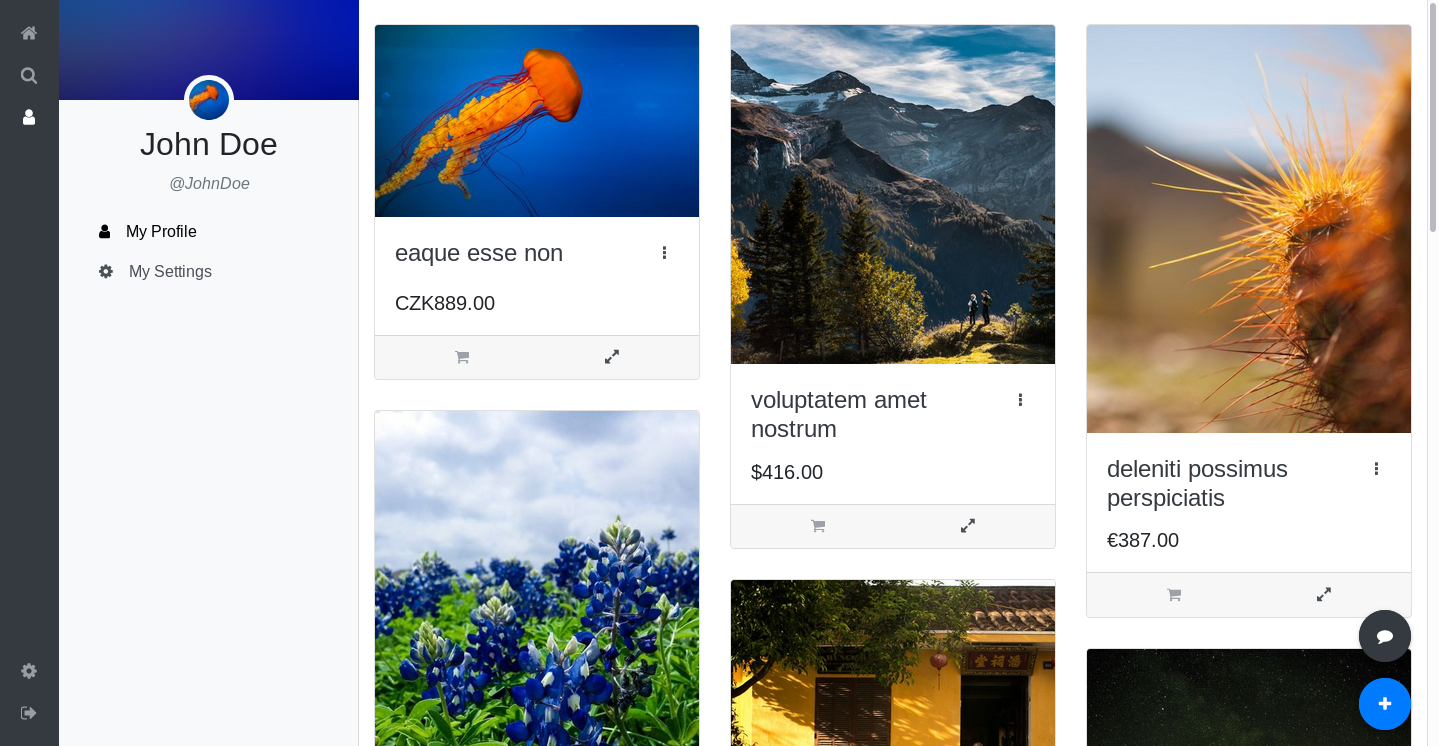 John Doe
@JohnDoe
My Profile
My Settings
eaque esse non
CZK889.00
voluptatem amet
nostrum
$416.00
deleniti possimus
perspiciatis
€387.00